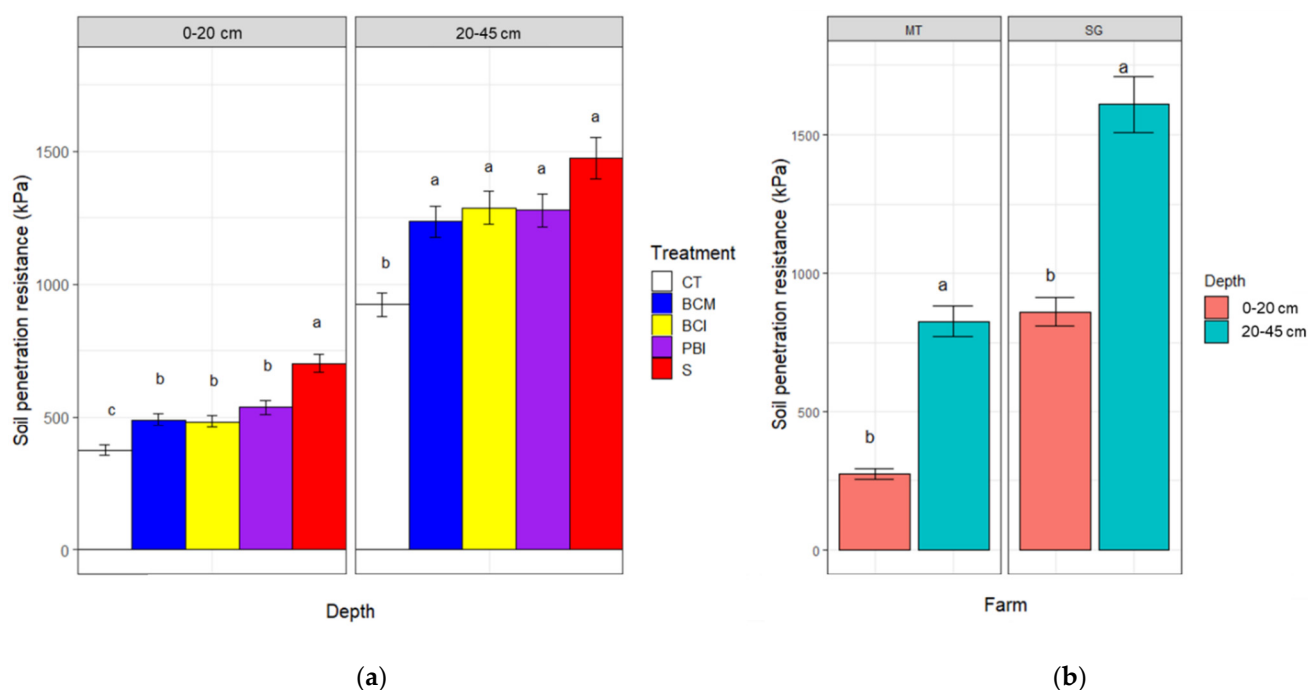 0-20 cm
20-45 cm
Soil penetration resistance (kPa)
1500
1000
500
0
c
b
b
b
a
b
a
a
a
a
Depth
Treatment
CT
BCM
BCI
PBI
S
(a)
MT
SG
Soil penetration resistance (kPa)
1500
1000
500
0
b
a
b
a
Farm
Depth
0-20 cm
20-45 cm
(b)